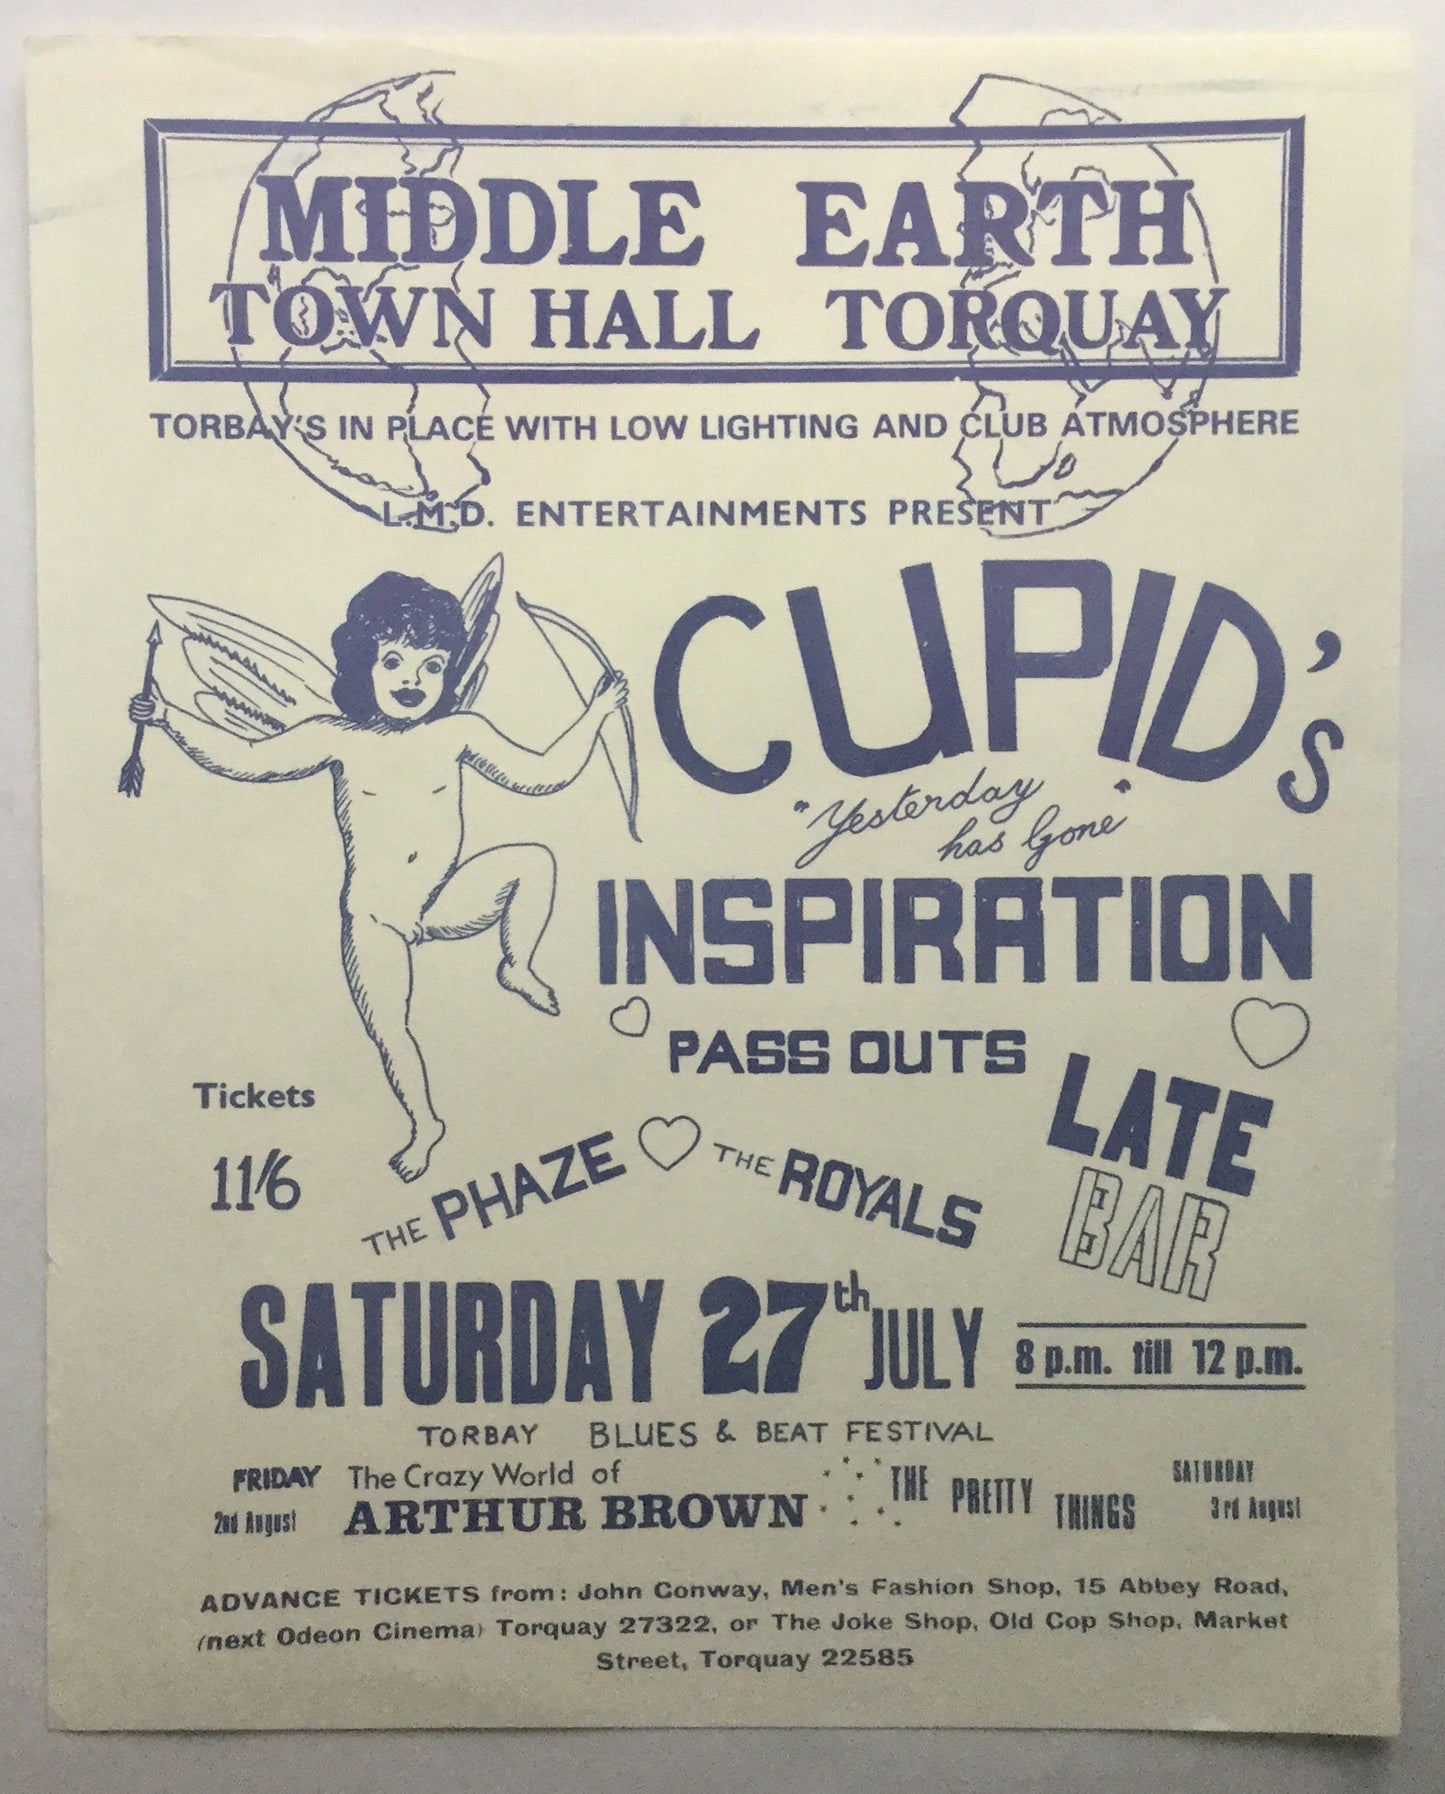 MIDDLE EARTH
TOWN HALL TORQUAY
TORBAY'S IN PLACE WITH LOW LIGHTING AND CLUB ATMOSPHERE
L.M.D. ENTERTAINMENTS PRESENT
CUPID's
"Yesterday
has Gone"
INSPIRATION
PASS OUTS
LATE
BAR
Tickets
11/6
THE PHAZE
THE ROYALS
SATURDAY 27th JULY
8 p.m. till 12 p.m.
TORBAY BLUES & BEAT FESTIVAL
FRIDAY
2nd August
The Crazy World of
ARTHUR BROWN
THE PRETTY THINGS
SATURDAY
3rd August
ADVANCE TICKETS from: John Conway, Men's Fashion Shop, 15 Abbey Road,
(next Odeon Cinema) Torquay 27322, or The Joke Shop, Old Cop Shop, Market
Street, Torquay 22585